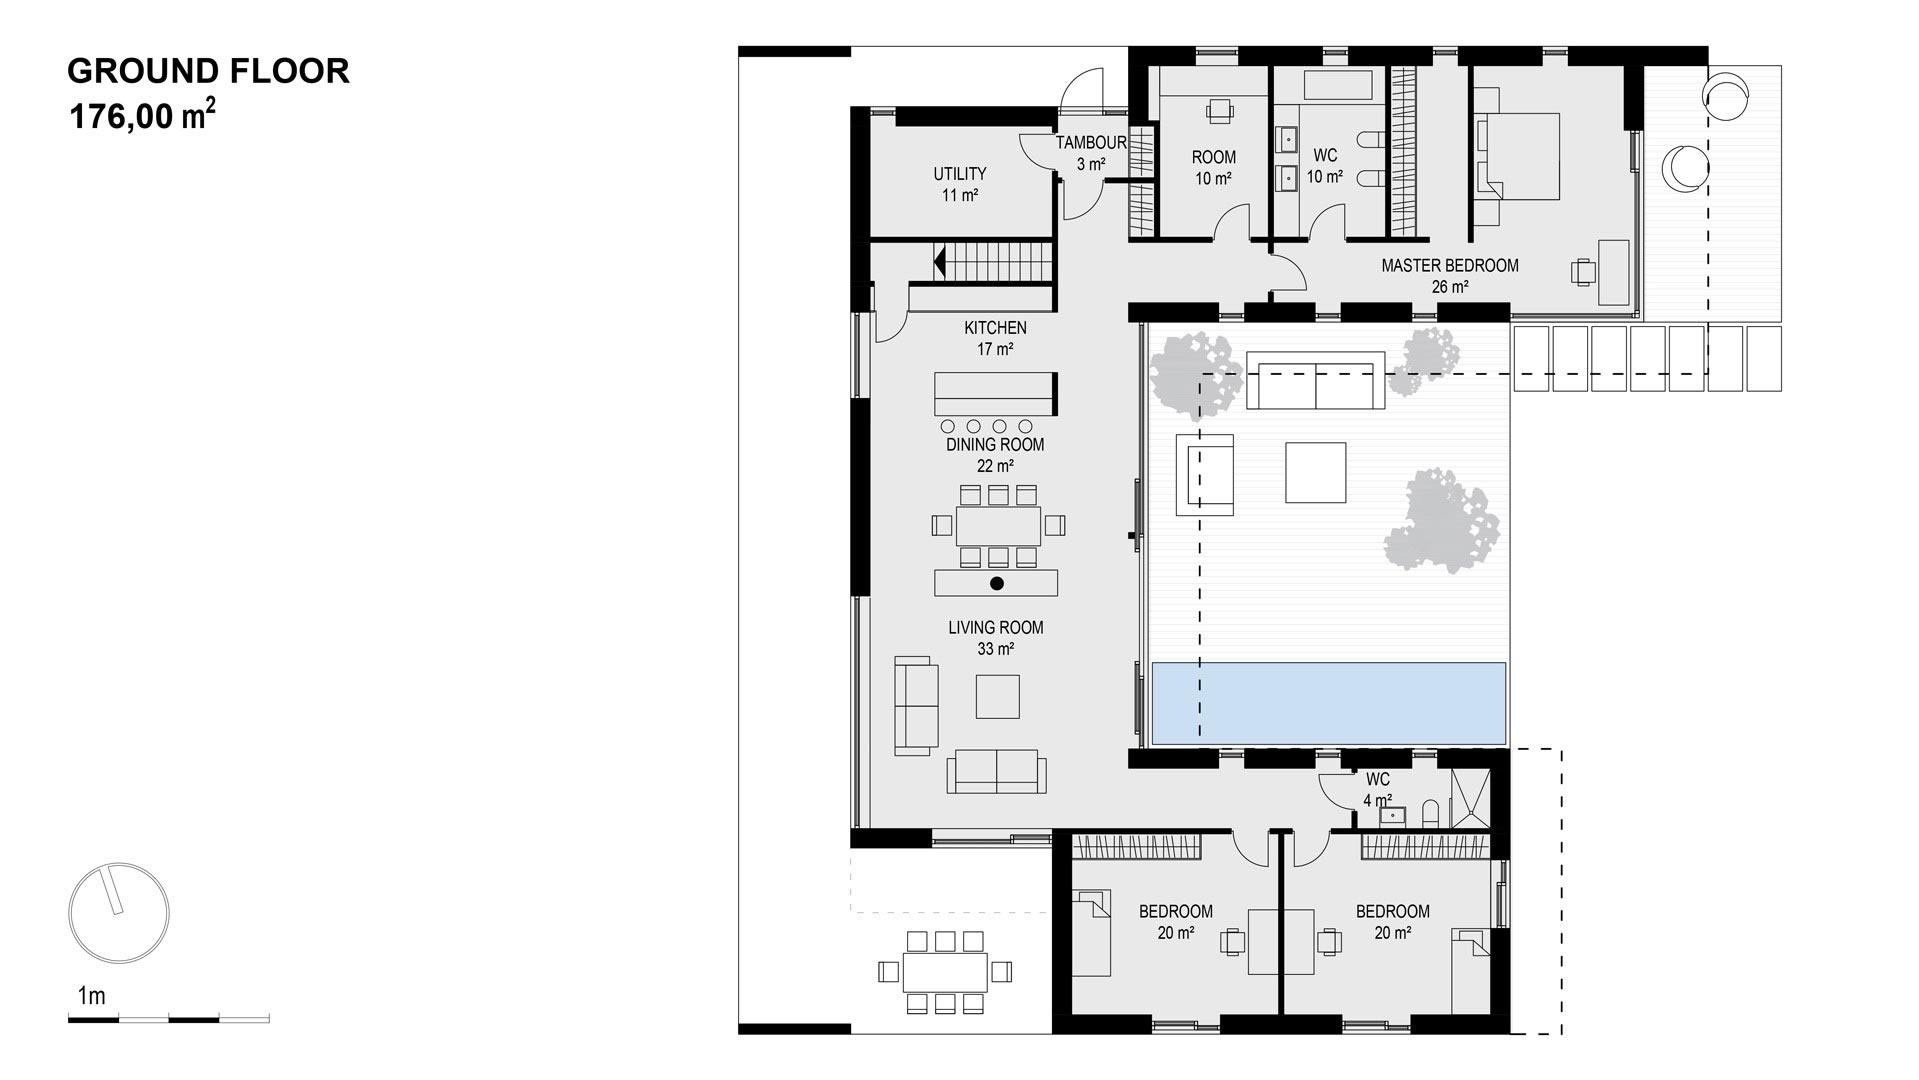 GROUND FLOOR
176,00 m²
TAMBOUR
3 m²
UTILITY
11 m²
ROOM
10 m²
WC
10 m²
MASTER BEDROOM
26 m²
KITCHEN
17 m²
DINING ROOM
22 m²
LIVING ROOM
33 m²
WC
4 m²
BEDROOM
20 m²
BEDROOM
20 m²
1m